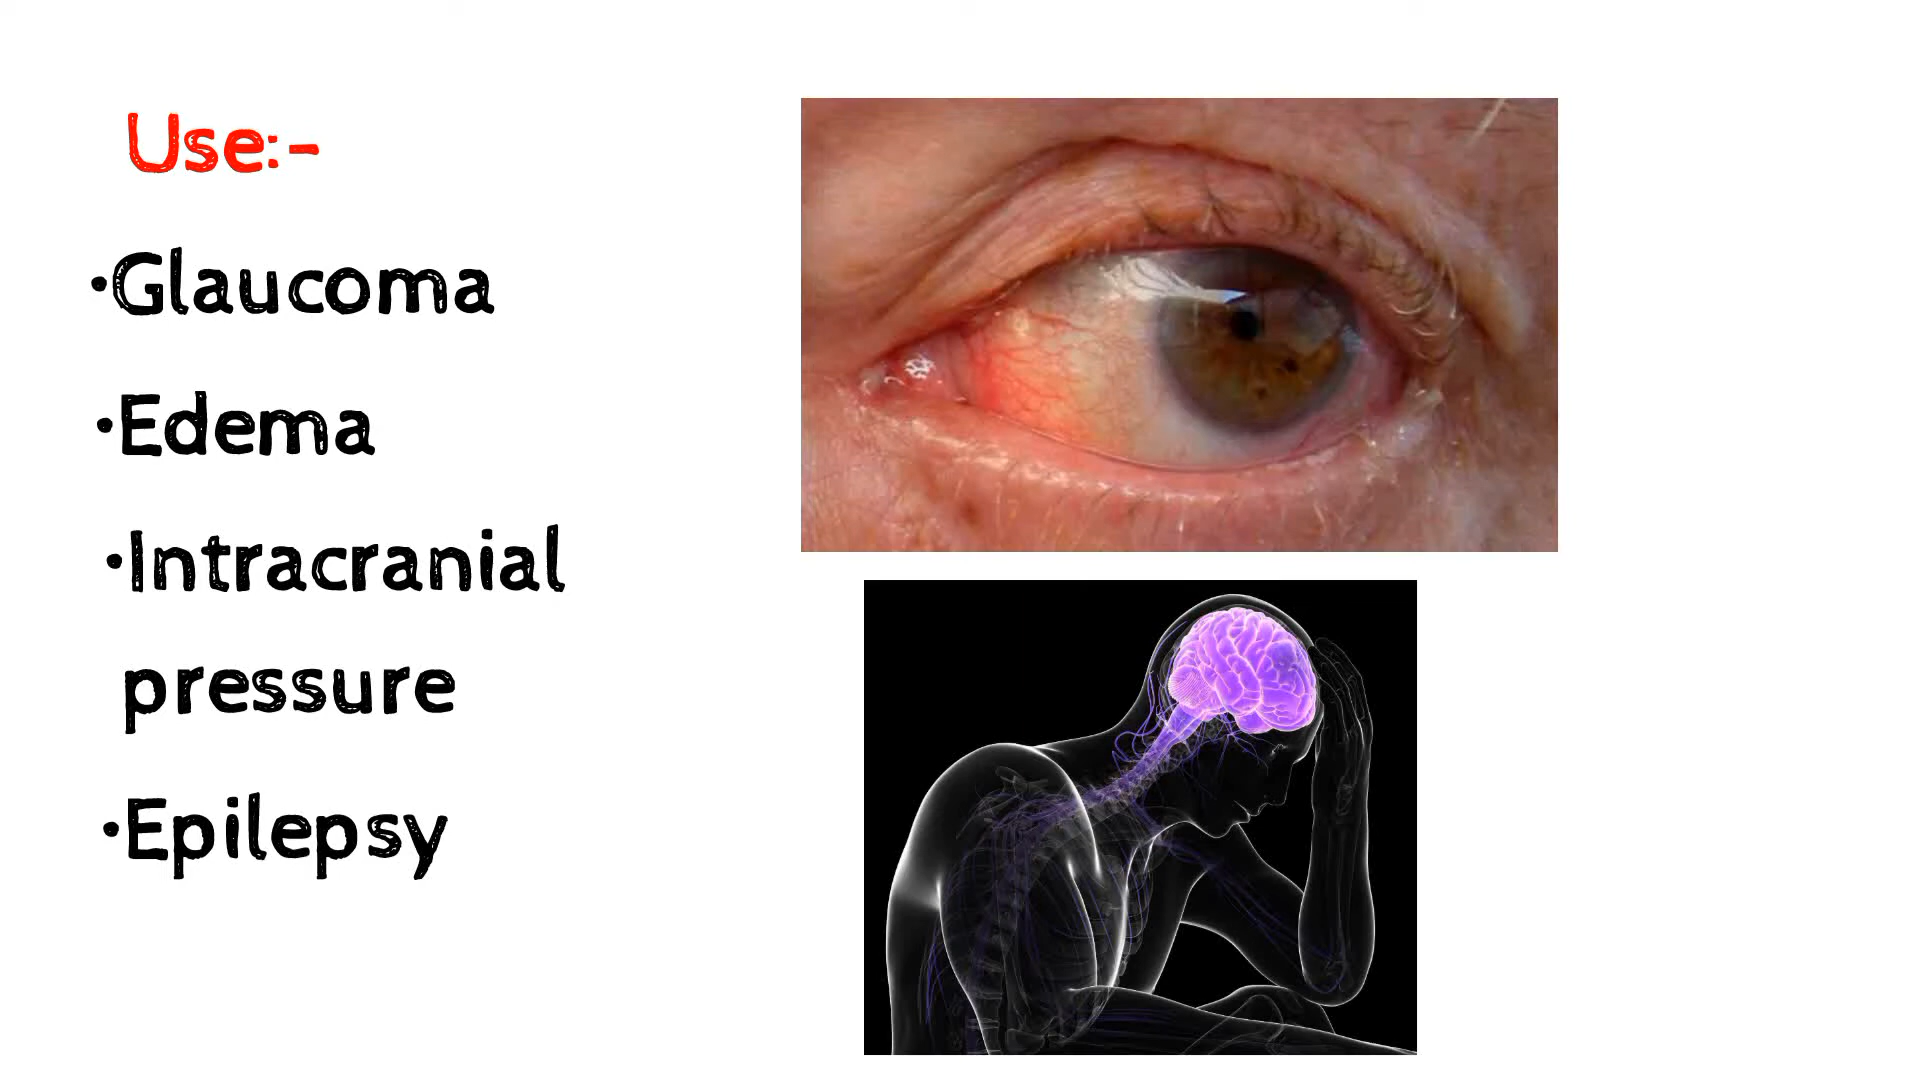 Use:-
•Glaucoma
•Edema
•Intracranial
pressure
•Epilepsy